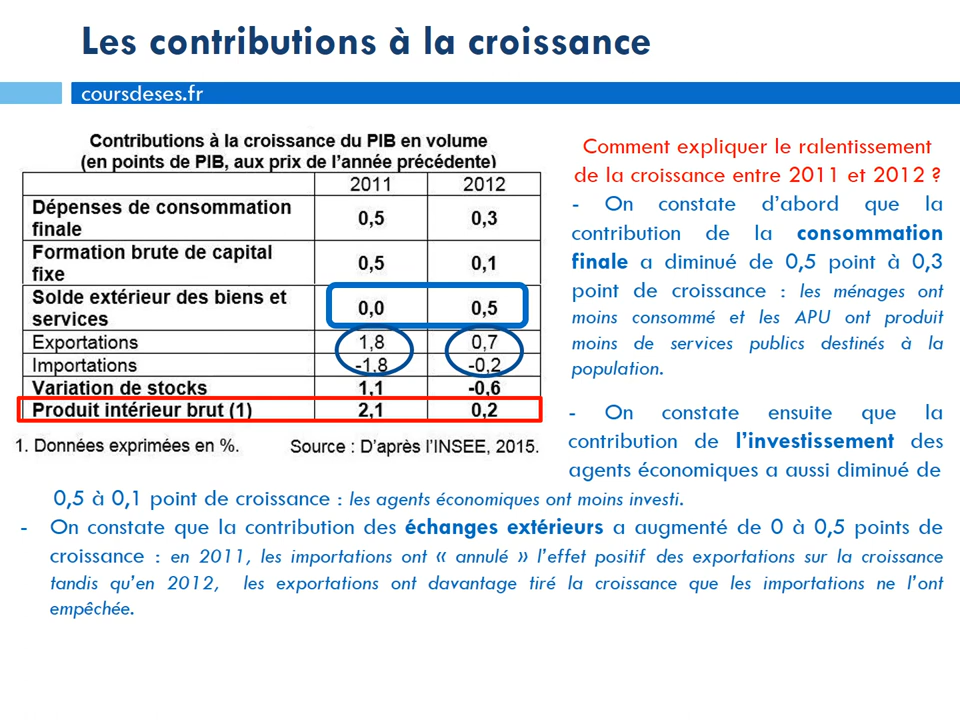 Les contributions à la croissance
coursdeses.fr
Contributions à la croissance du PIB en volume
(en points de PIB, aux prix de l'année précédente)
2011 2012
Dépenses de consommation finale 0,5 0,3
Formation brute de capital fixe 0,5 0,1
Solde extérieur des biens et services 0,0 0,5
Exportations 1,8 0,7
Importations -1,8 -0,2
Variation de stocks 1,1 -0,6
Produit intérieur brut (1) 2,1 0,2
1. Données exprimées en %. Source : D'après l'INSEE, 2015.
Comment expliquer le ralentissement
de la croissance entre 2011 et 2012 ?
- On constate d'abord que la
contribution de la consommation
finale a diminué de 0,5 point à 0,3
point de croissance : les ménages ont
moins consommé et les APU ont produit
moins de services publics destinés à la
population.
- On constate ensuite que la
contribution de l'investissement des
agents économiques a aussi diminué de
0,5 à 0,1 point de croissance : les agents économiques ont moins investi.
- On constate que la contribution des échanges extérieurs a augmenté de 0 à 0,5 points de
croissance : en 2011, les importations ont « annulé » l'effet positif des exportations sur la croissance
tandis qu'en 2012, les exportations ont davantage tiré la croissance que les importations ne l'ont
empêchée.